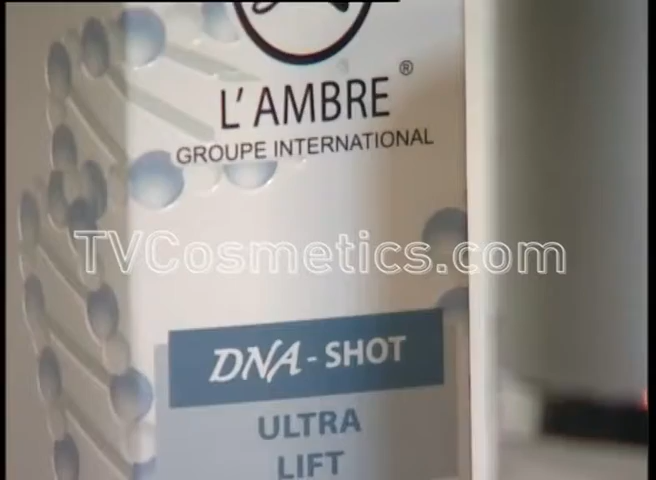 L'AMBRE®
GROUPE INTERNATIONAL
TVCosmetics.com
DNA - SHOT
ULTRA
LIFT